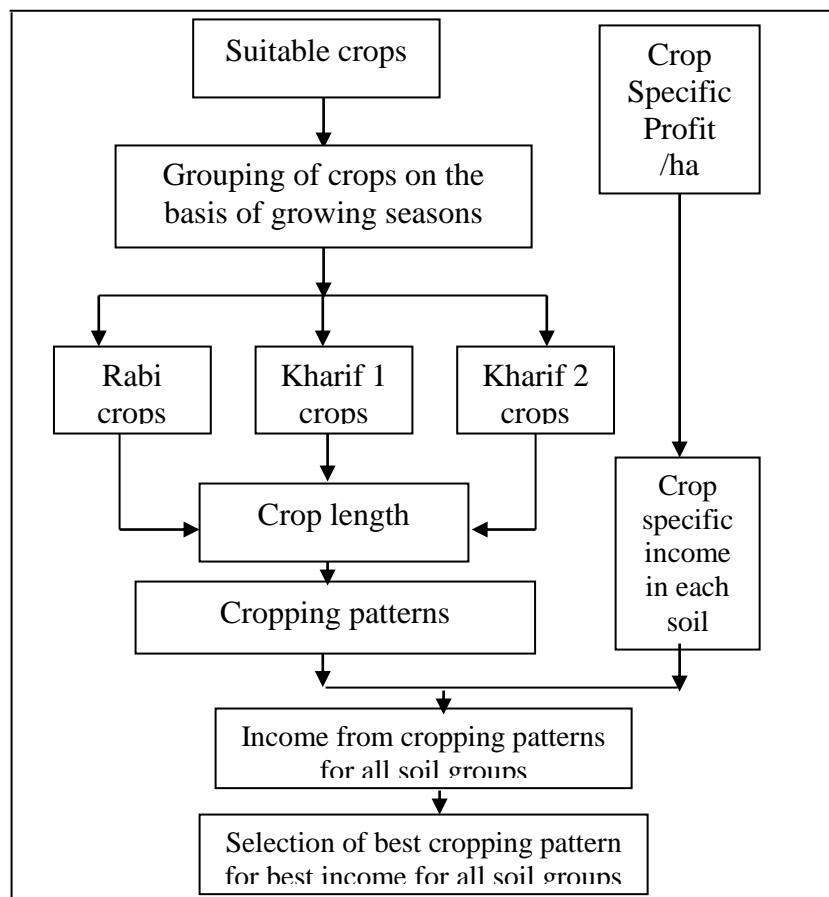 Suitable crops
Crop
Specific
Profit
/ha
Grouping of crops on the
basis of growing seasons
Rabi
crops
Kharif 1
crops
Kharif 2
crops
Crop length
Crop
specific
income
in each
soil
Cropping patterns
Income from cropping patterns
for all soil groups
Selection of best cropping pattern
for best income for all soil groups